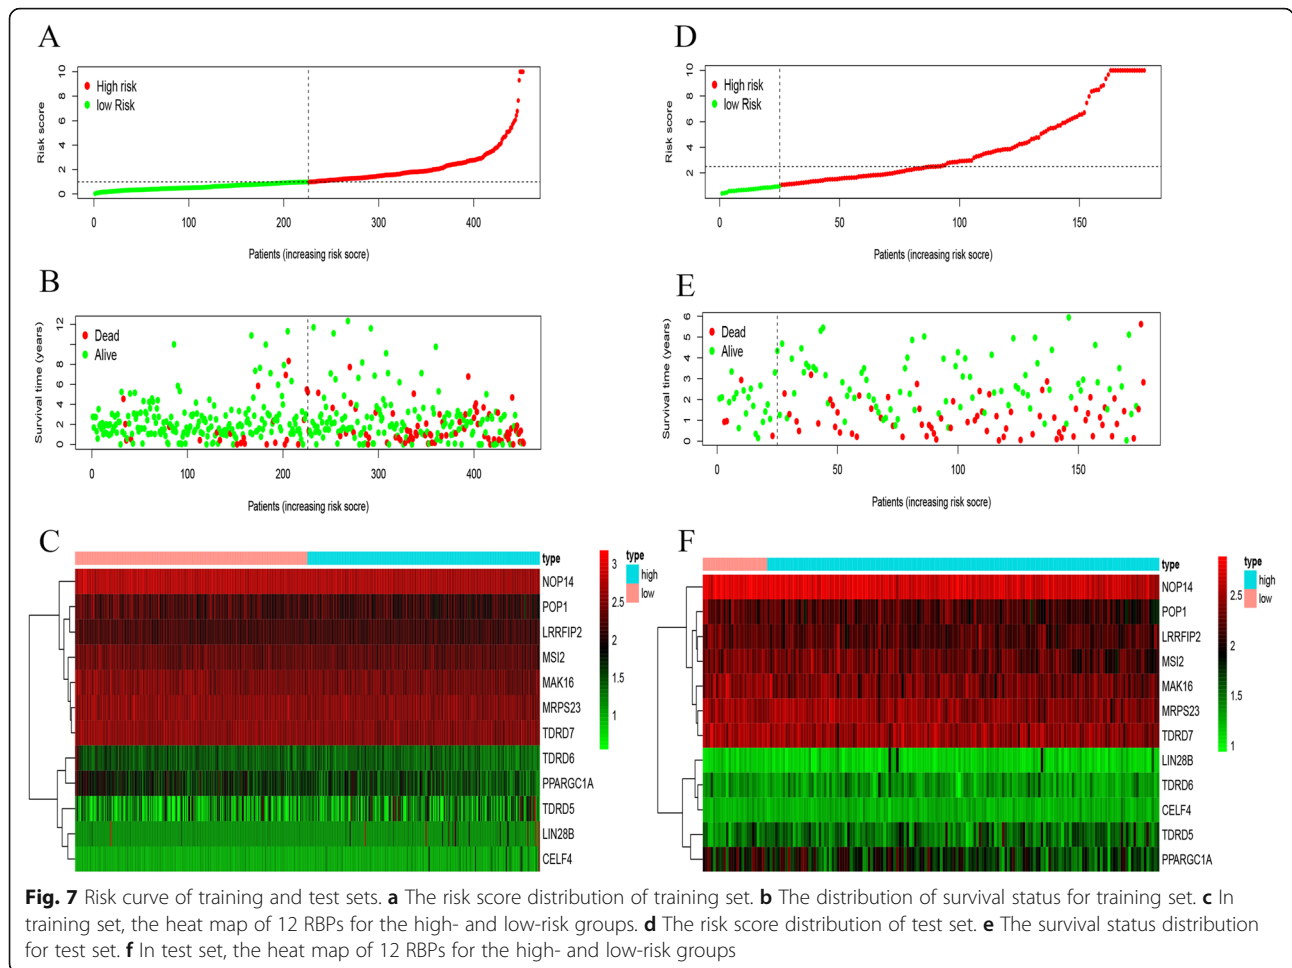 A
Risk score
10
8
6
4
2
0
High risk
low Risk
0 100 200 300 400
Patients (increasing risk socre)
D
Risk score
10
8
6
4
2
High risk
low Risk
0 50 100 150
Patients (increasing risk socre)
B
Survival time (years)
12
10
8
6
4
2
0
Dead
Alive
0 100 200 300 400
Patients (increasing risk socre)
E
Survival time (years)
6
5
4
3
2
1
0
Dead
Alive
0 50 100 150
Patients (increasing risk socre)
C
type
NOP14
POP1
LRRFIP2
MSI2
MAK16
MRPS23
TDRD7
TDRD6
PPARGC1A
TDRD5
LIN28B
CELF4
3
2.5
2
1.5
1
type
high
low
F
type
NOP14
POP1
LRRFIP2
MSI2
MAK16
MRPS23
TDRD7
LIN28B
TDRD6
CELF4
TDRD5
PPARGC1A
2.5
2
1.5
1
type
high
low
Fig. 7 Risk curve of training and test sets. a The risk score distribution of training set. b The distribution of survival status for training set. c In
training set, the heat map of 12 RBPs for the high- and low-risk groups. d The risk score distribution of test set. e The survival status distribution
for test set. f In test set, the heat map of 12 RBPs for the high- and low-risk groups